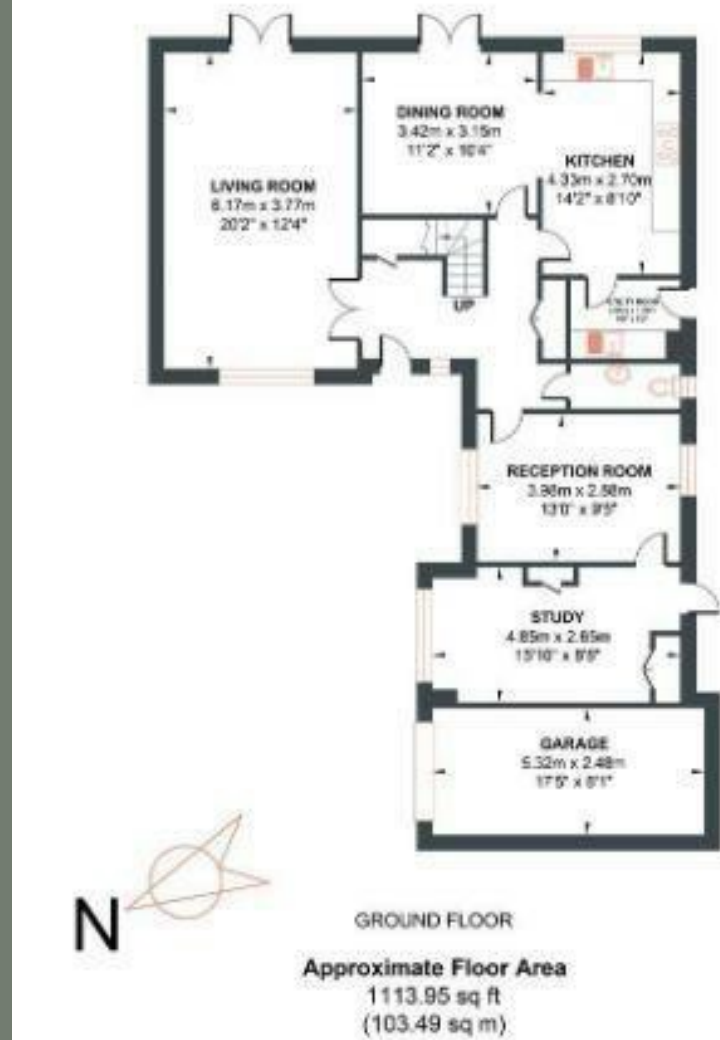 LIVING ROOM
6.17m x 3.77m
20'2" x 12'4"
DINING ROOM
3.42m x 3.15m
11'2" x 10'4"
KITCHEN
4.33m x 2.70m
14'2" x 8'10"
UTILITY ROOM
UP
RECEPTION ROOM
3.98m x 2.88m
13'0" x 9'5"
STUDY
4.85m x 2.65m
15'10" x 8'8"
GARAGE
5.32m x 2.48m
17'5" x 8'1"
N
GROUND FLOOR
Approximate Floor Area
1113.95 sq ft
(103.49 sq m)